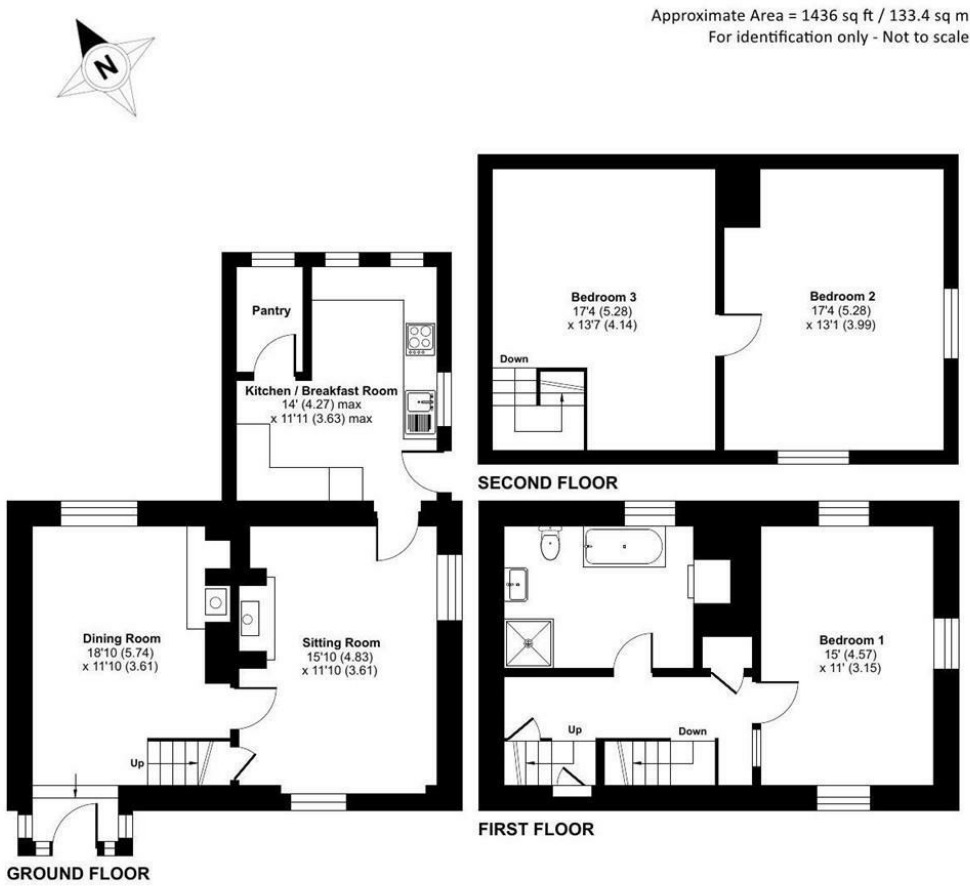 Approximate Area = 1436 sq ft / 133.4 sq m
For identification only - Not to scale
N
Bedroom 3
17'4 (5.28)
x 13'7 (4.14)
Down
Bedroom 2
17'4 (5.28)
x 13'1 (3.99)
SECOND FLOOR
Pantry
Kitchen / Breakfast Room
14' (4.27) max
x 11'11 (3.63) max
Dining Room
18'10 (5.74)
x 11'10 (3.61)
Up
Sitting Room
15'10 (4.83)
x 11'10 (3.61)
GROUND FLOOR
Bedroom 1
15' (4.57)
x 11' (3.15)
Up
Down
FIRST FLOOR